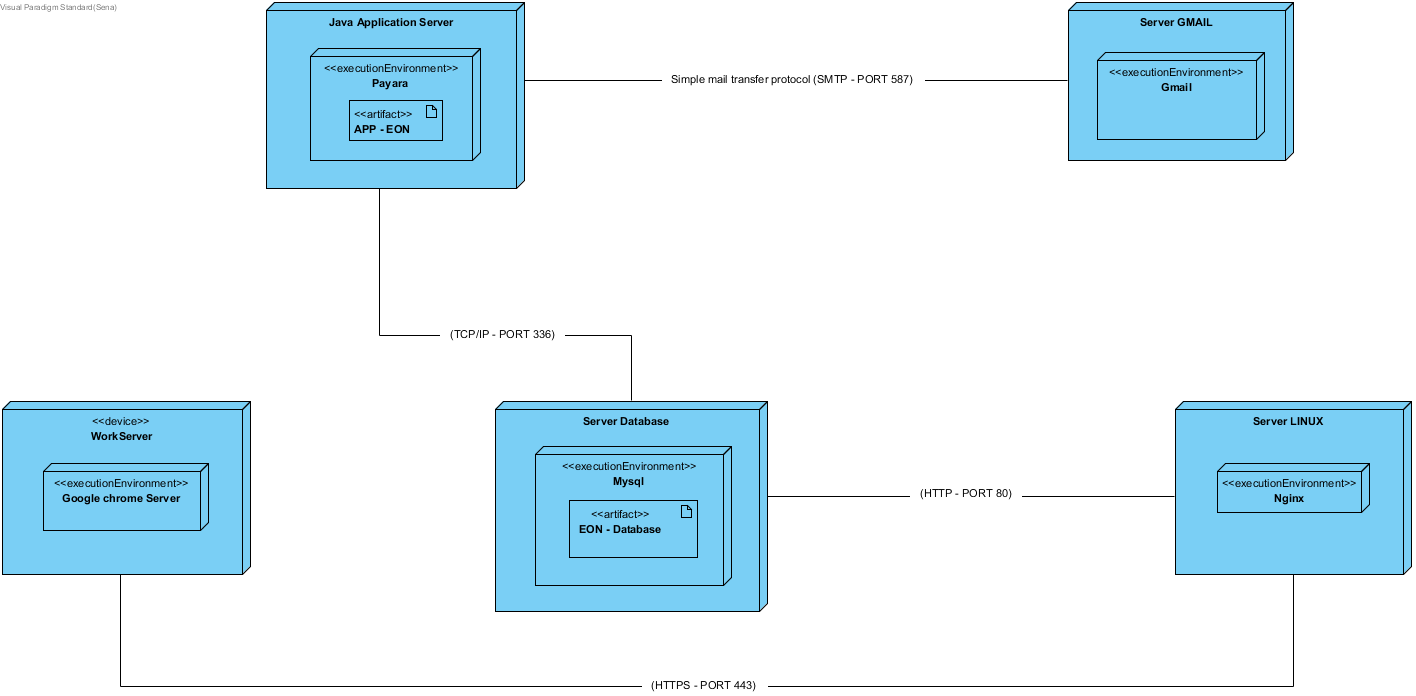 Visual Paradigm Standard(Sena)
Java Application Server
<<executionEnvironment>>
Payara
<<artifact>>
APP - EON
Simple mail transfer protocol (SMTP - PORT 587)
Server GMAIL
<<executionEnvironment>>
Gmail
(TCP/IP - PORT 336)
<<device>>
WorkServer
<<executionEnvironment>>
Google chrome Server
Server Database
<<executionEnvironment>>
Mysql
<<artifact>>
EON - Database
(HTTP - PORT 80)
Server LINUX
<<executionEnvironment>>
Nginx
(HTTPS - PORT 443)